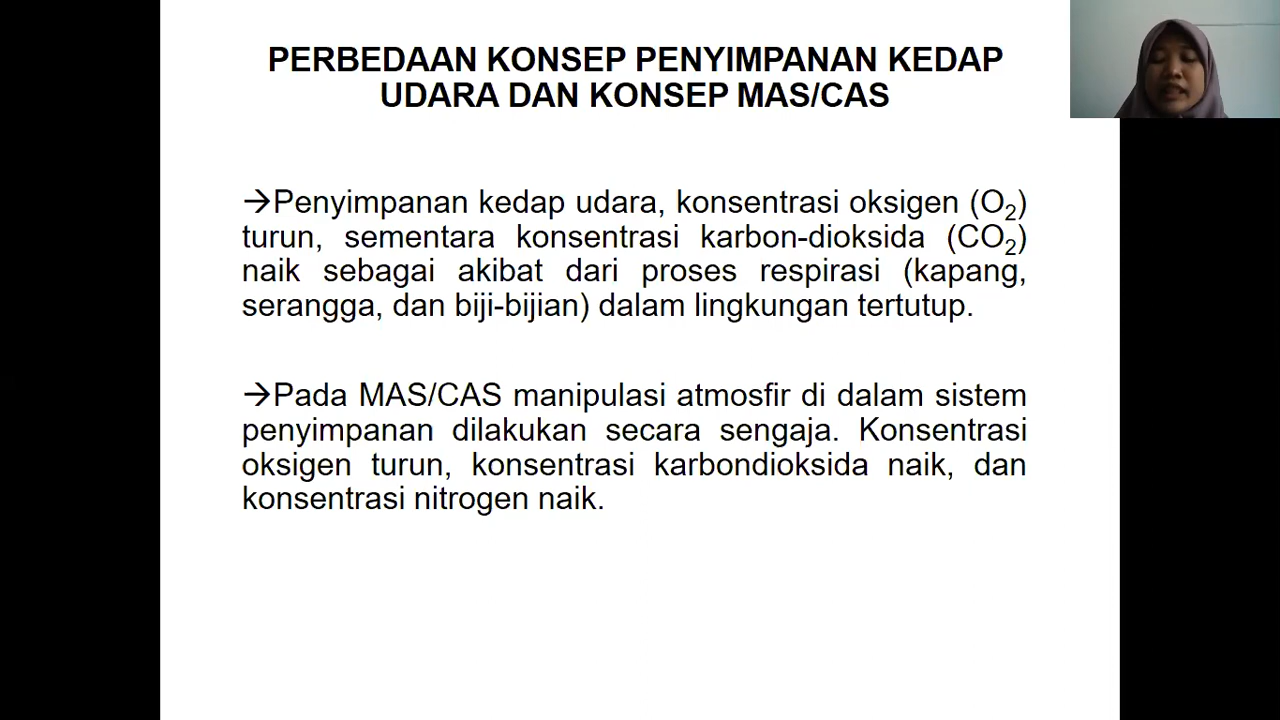 PERBEDAAN KONSEP PENYIMPANAN KEDAP
UDARA DAN KONSEP MAS/CAS
→Penyimpanan kedap udara, konsentrasi oksigen (O₂)
turun, sementara konsentrasi karbon-dioksida (CO₂)
naik sebagai akibat dari proses respirasi (kapang,
serangga, dan biji-bijian) dalam lingkungan tertutup.
→Pada MAS/CAS manipulasi atmosfir di dalam sistem
penyimpanan dilakukan secara sengaja. Konsentrasi
oksigen turun, konsentrasi karbondioksida naik, dan
konsentrasi nitrogen naik.